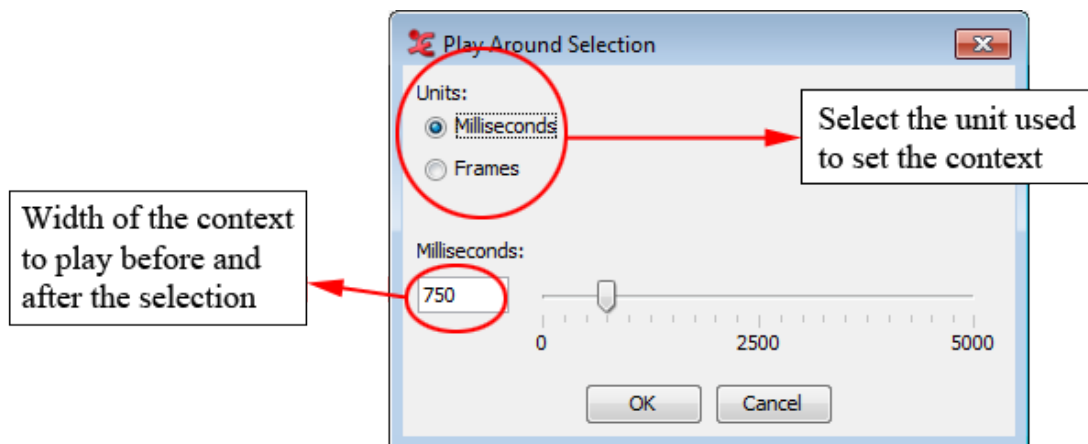 Play Around Selection
Units:
Milliseconds
Frames
Select the unit used
to set the context
Width of the context
to play before and
after the selection
Milliseconds:
750
0 2500 5000
OK Cancel